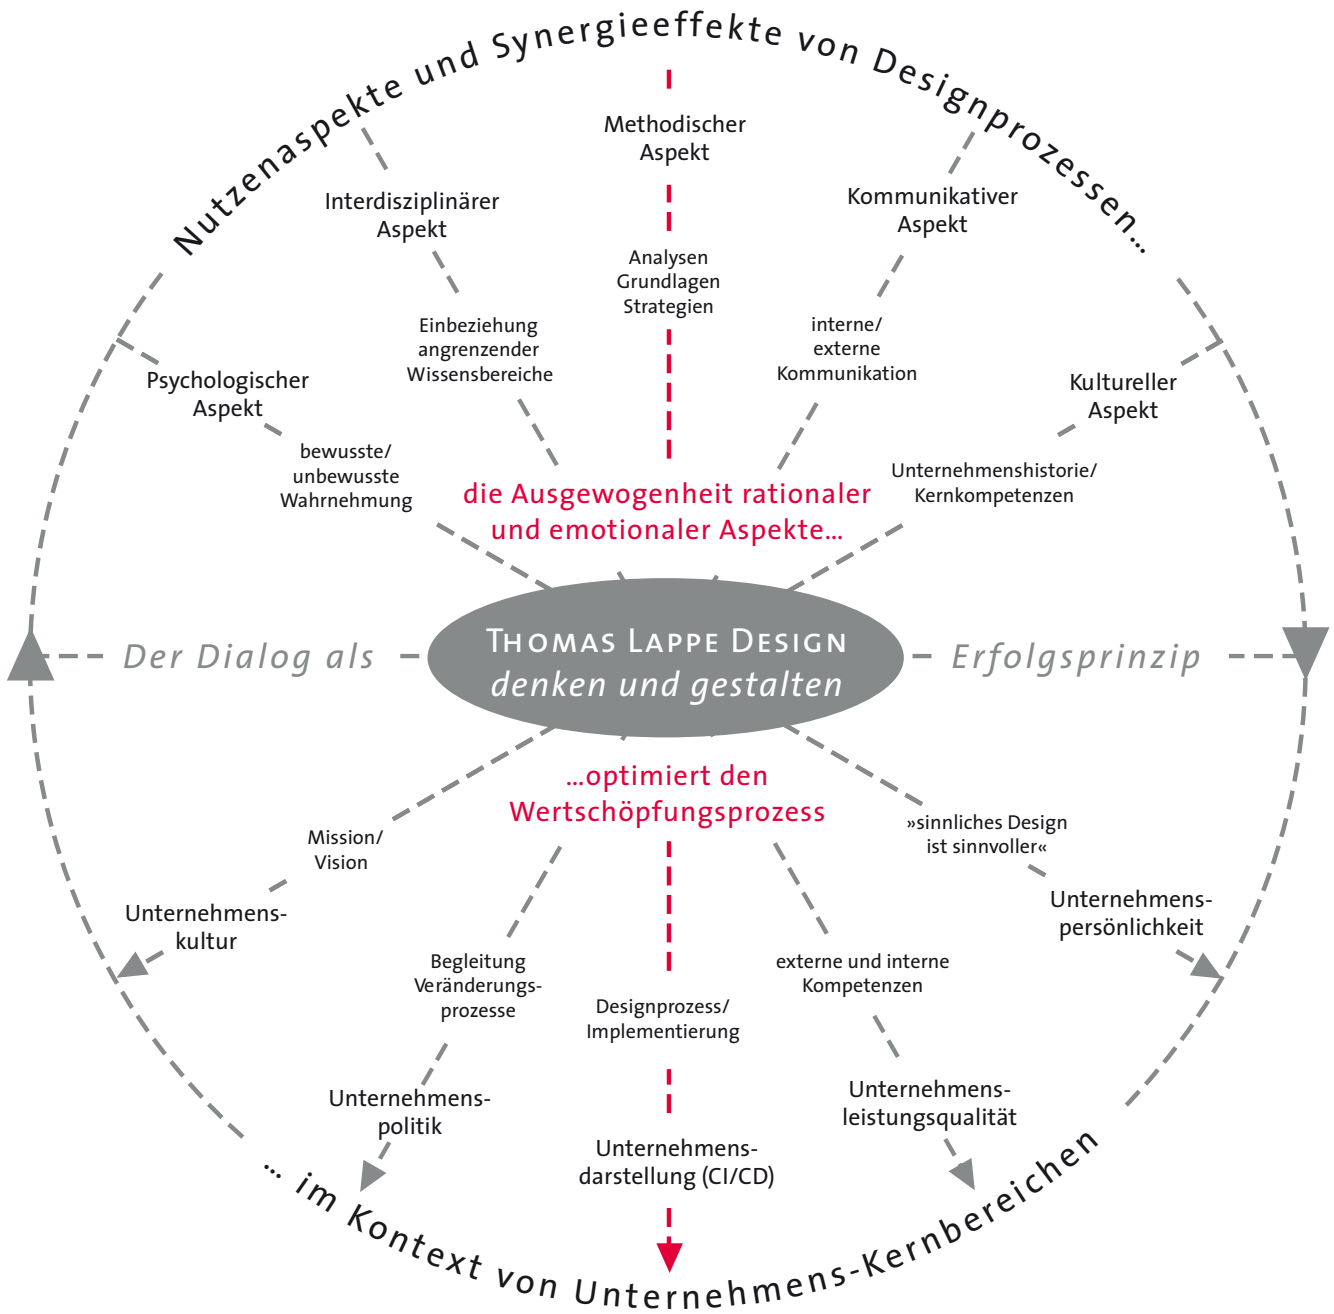 Nutzenaspekte und Synergieeffekte von Designprozessen...
Methodischer
Aspekt
Interdisziplinärer
Aspekt
Kommunikativer
Aspekt
Analysen
Grundlagen
Strategien
Einbeziehung
angrenzender
Wissensbereiche
interne/
externe
Kommunikation
Psychologischer
Aspekt
Kultureller
Aspekt
bewusste/
unbewusste
Wahrnehmung
Unternehmenshistorie/
Kernkompetenzen
die Ausgewogenheit rationaler
und emotionaler Aspekte...
Der Dialog als
THOMAS LAPPE DESIGN
denken und gestalten
Erfolgsprinzip
...optimiert den
Wertschöpfungsprozess
Mission/
Vision
»sinnliches Design
ist sinnvoller«
Unternehmens-
kultur
Unternehmens-
persönlichkeit
Begleitung
Veränderungs-
prozesse
externe und interne
Kompetenzen
Designprozess/
Implementierung
Unternehmens-
politik
Unternehmens-
leistungsqualität
Unternehmens-
darstellung (CI/CD)
... im Kontext von Unternehmens-Kernbereichen